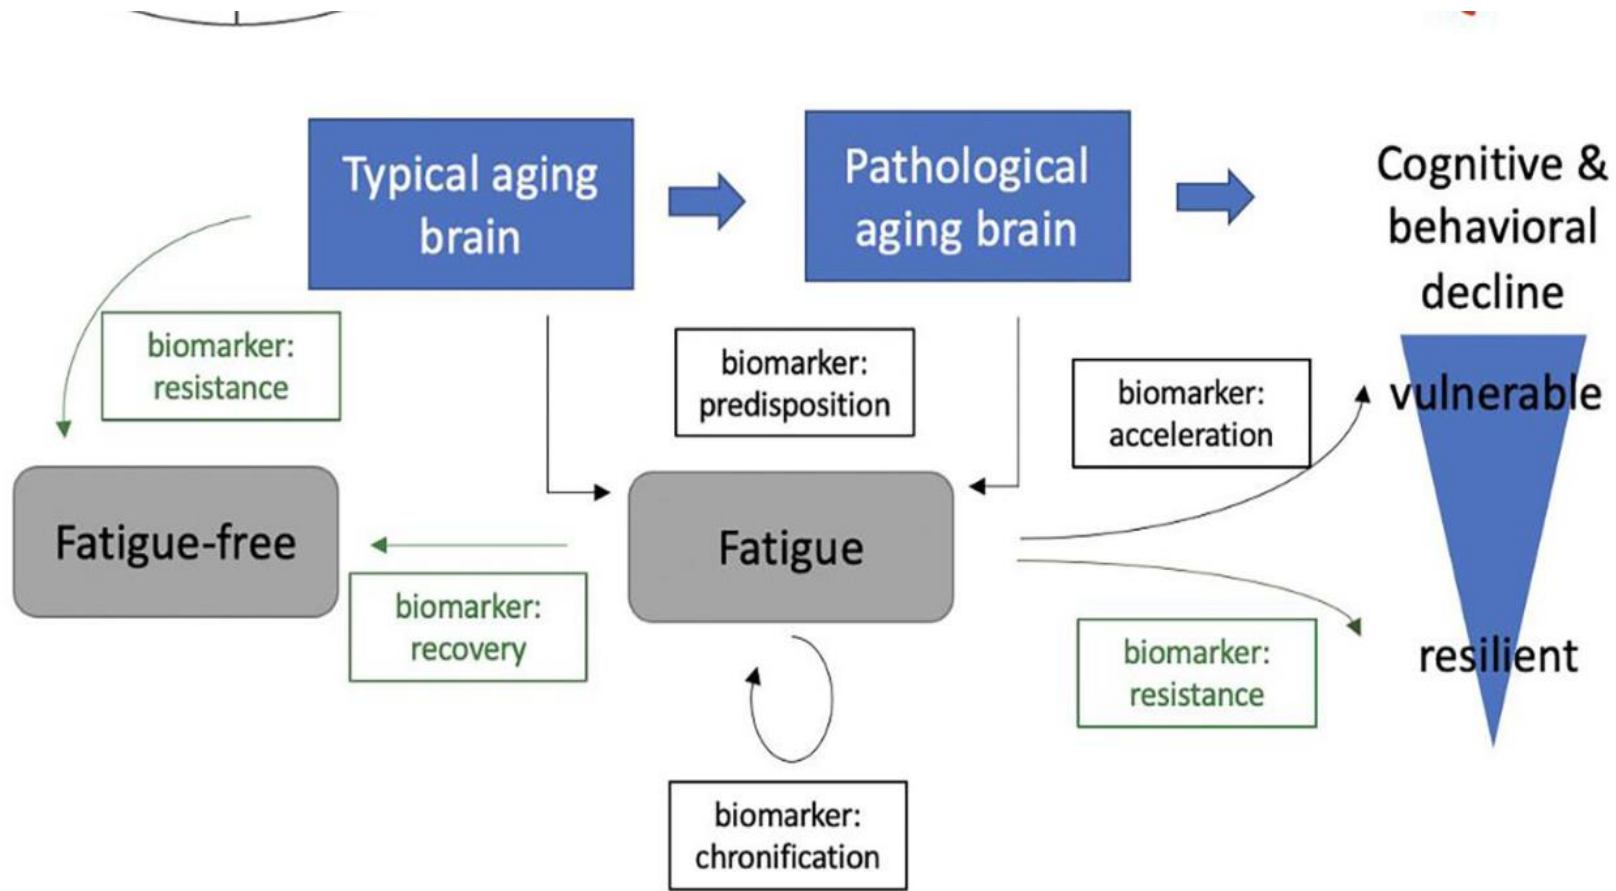 Typical aging
brain
Pathological
aging brain
Cognitive &
behavioral
decline
biomarker:
resistance
biomarker:
predisposition
biomarker:
acceleration
vulnerable
Fatigue-free
Fatigue
biomarker:
recovery
biomarker:
resistance
resilient
biomarker:
chronification